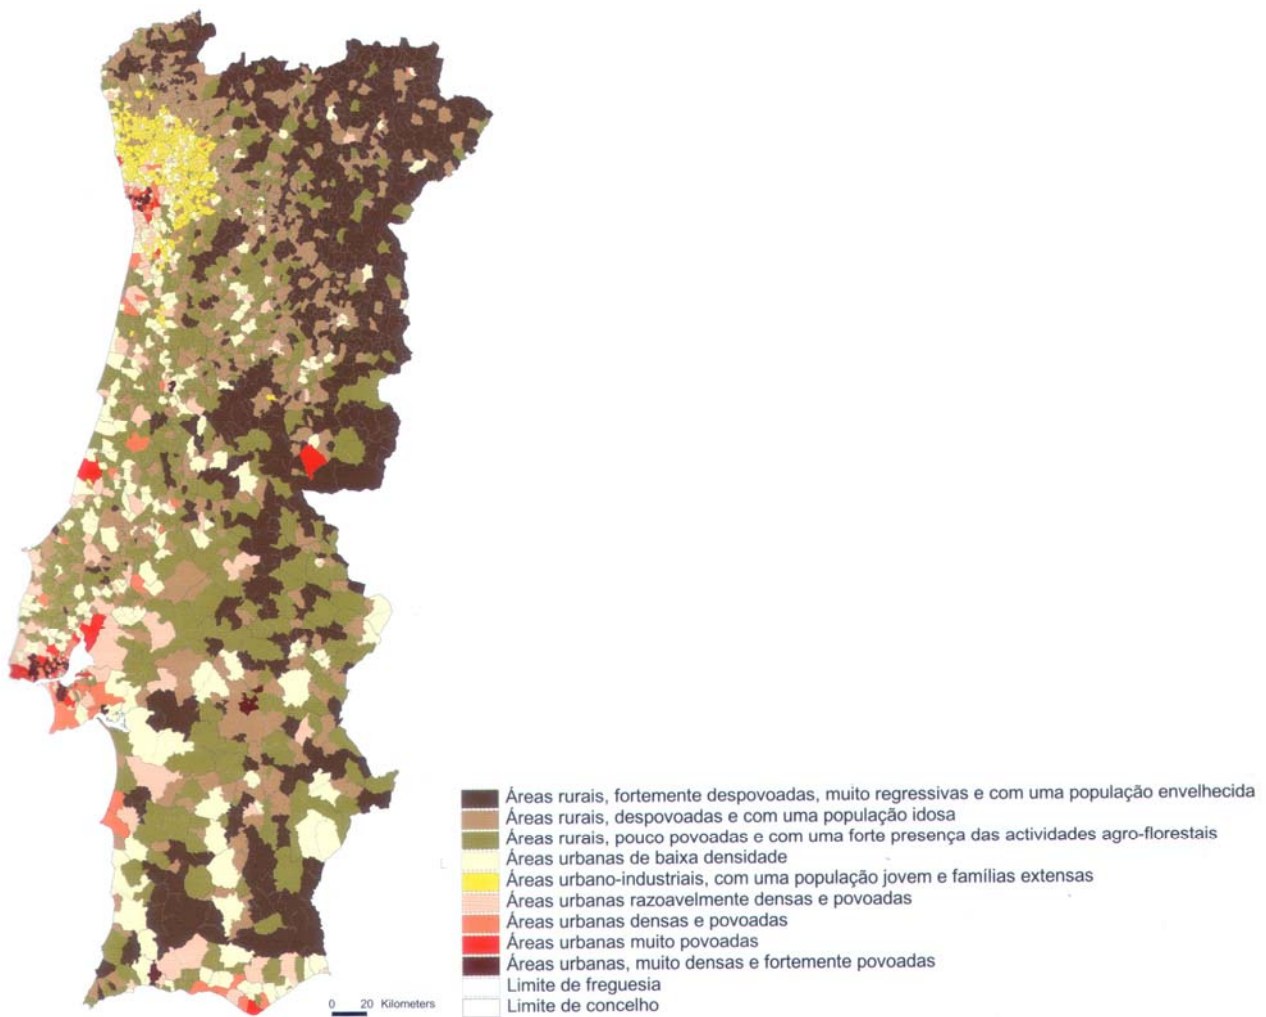 Áreas rurais, fortemente despovoadas, muito regressivas e com uma população envelhecida
Áreas rurais, despovoadas e com uma população idosa
Áreas rurais, pouco povoadas e com uma forte presença das actividades agro-florestais
Áreas urbanas de baixa densidade
Áreas urbano-industriais, com uma população jovem e famílias extensas
Áreas urbanas razoavelmente densas e povoadas
Áreas urbanas densas e povoadas
Áreas urbanas muito povoadas
Áreas urbanas, muito densas e fortemente povoadas
Limite de freguesia
Limite de concelho
0 20 Kilometers